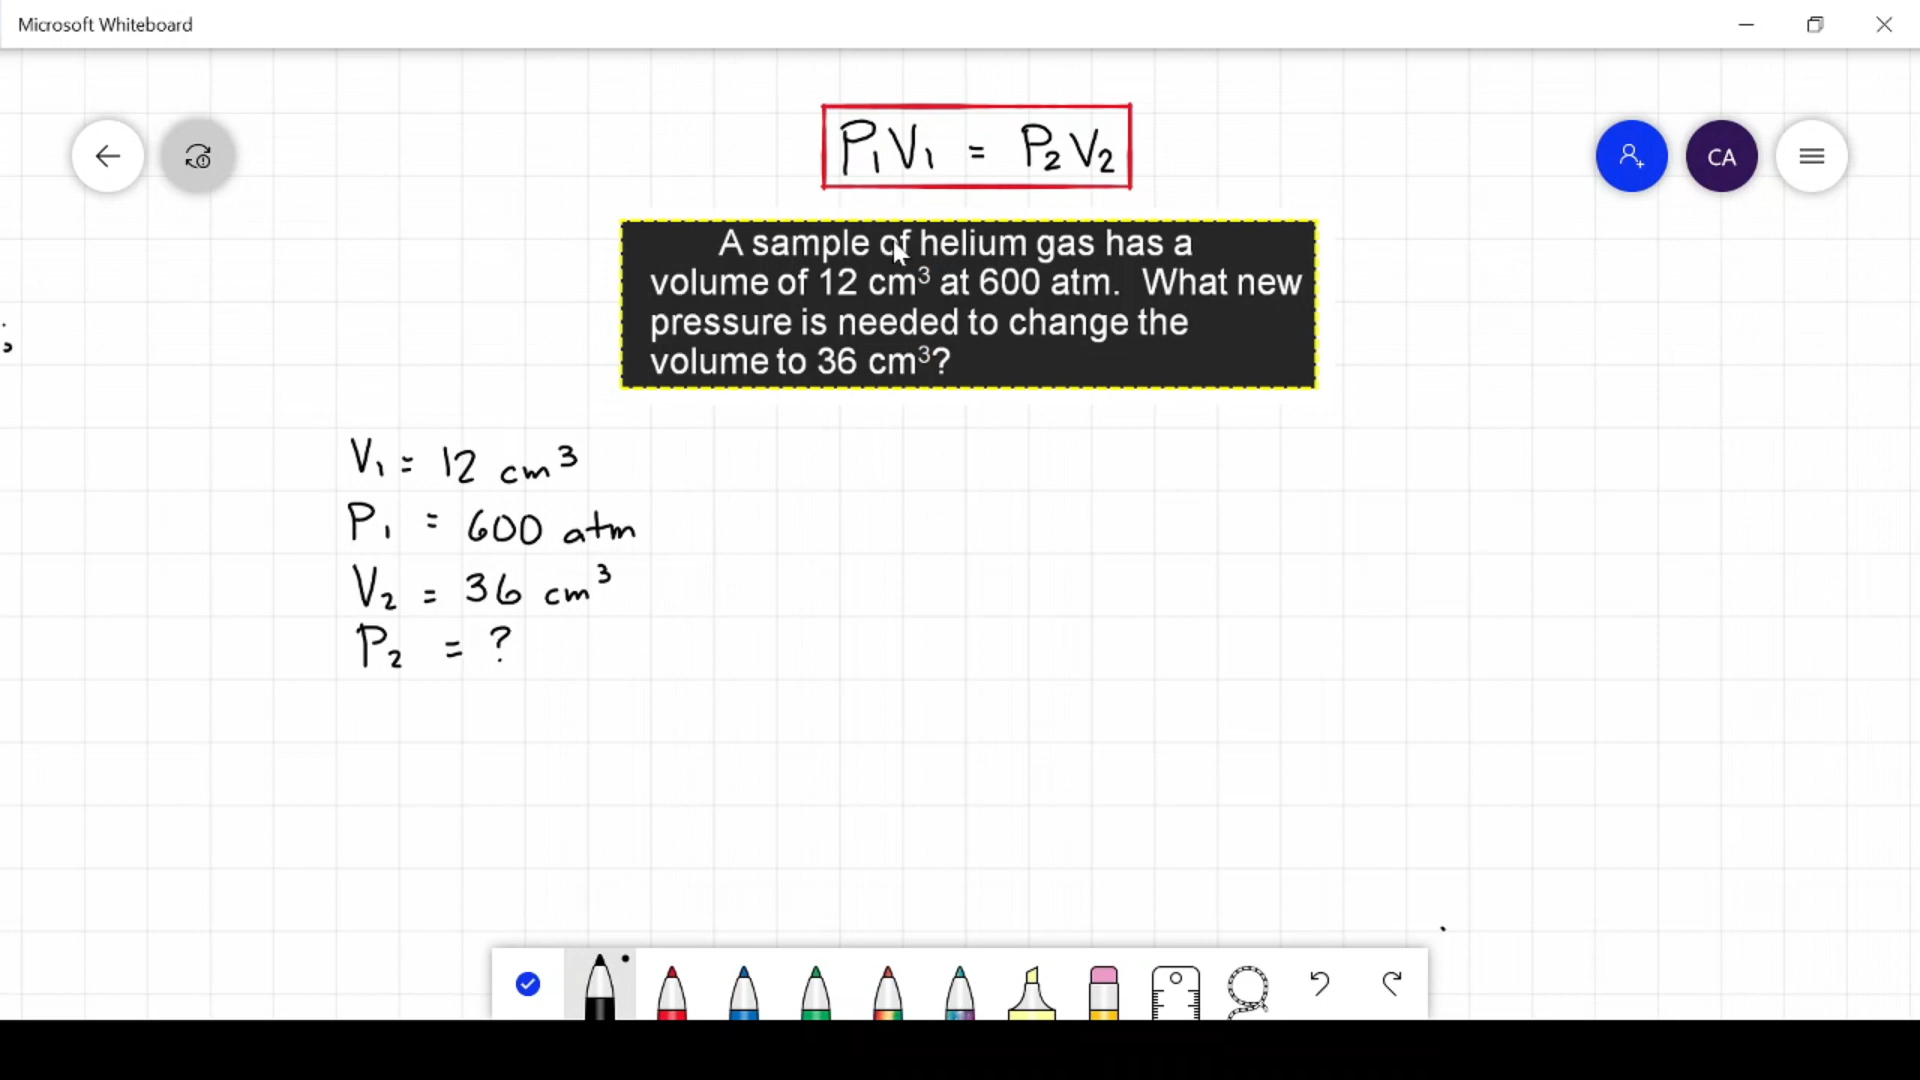 Microsoft Whiteboard
P₁V₁ = P₂V₂
CA
A sample of helium gas has a
volume of 12 cm³ at 600 atm. What new
pressure is needed to change the
volume to 36 cm³?
V₁ = 12 cm³
P₁ = 600 atm
V₂ = 36 cm³
P₂ = ?